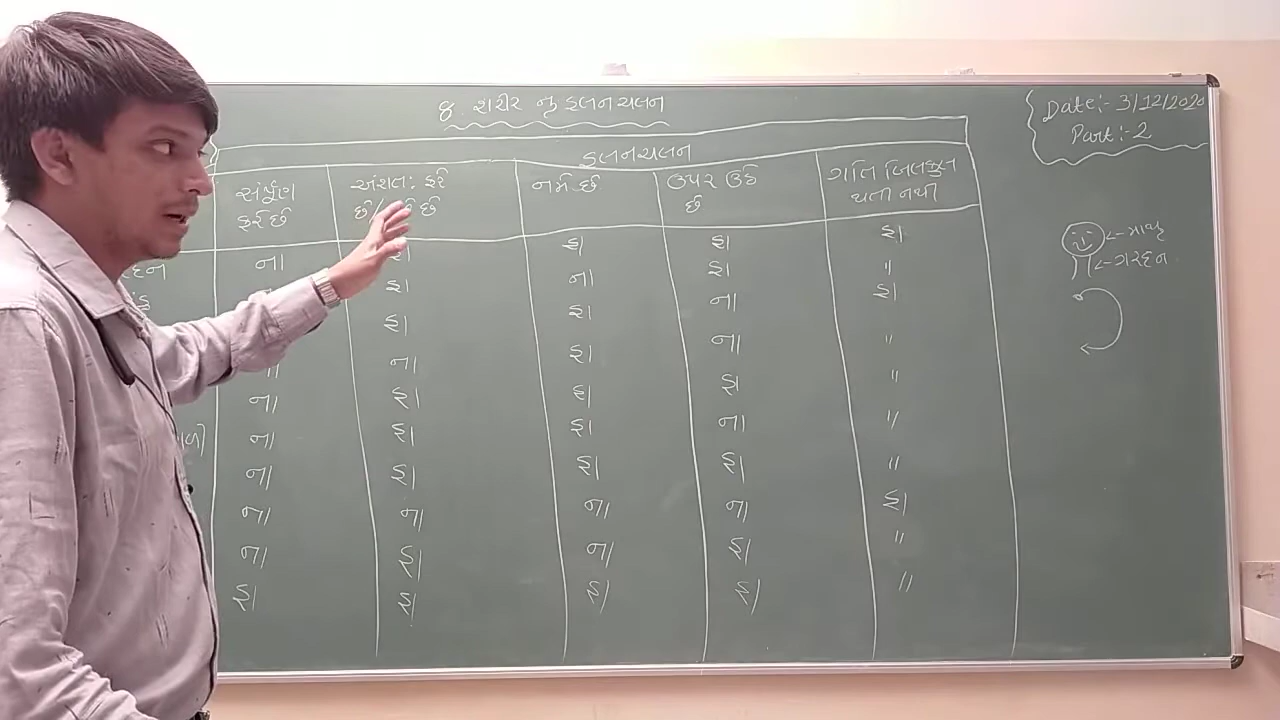 8. શરીર નુ હલનચલન
Date:- 3/12/2020
Part:- 2
હલનચલન
સંપૂર્ણ ફરે છે
અંશતઃ ફરે
નમે છે
ઉપર ઉઠે છે
ગતિ બિલકુલ થતી નથી
ના હા હા હા
હા ના હા "
હા હા ના હા
ના હા ના "
ના હા હા હા "
ના હા હા ના "
ના હા હા હા "
ના ના ના ના હા
ના હા ના હા "
હા હા હા હા "
<- માથુ
<- ગરદન